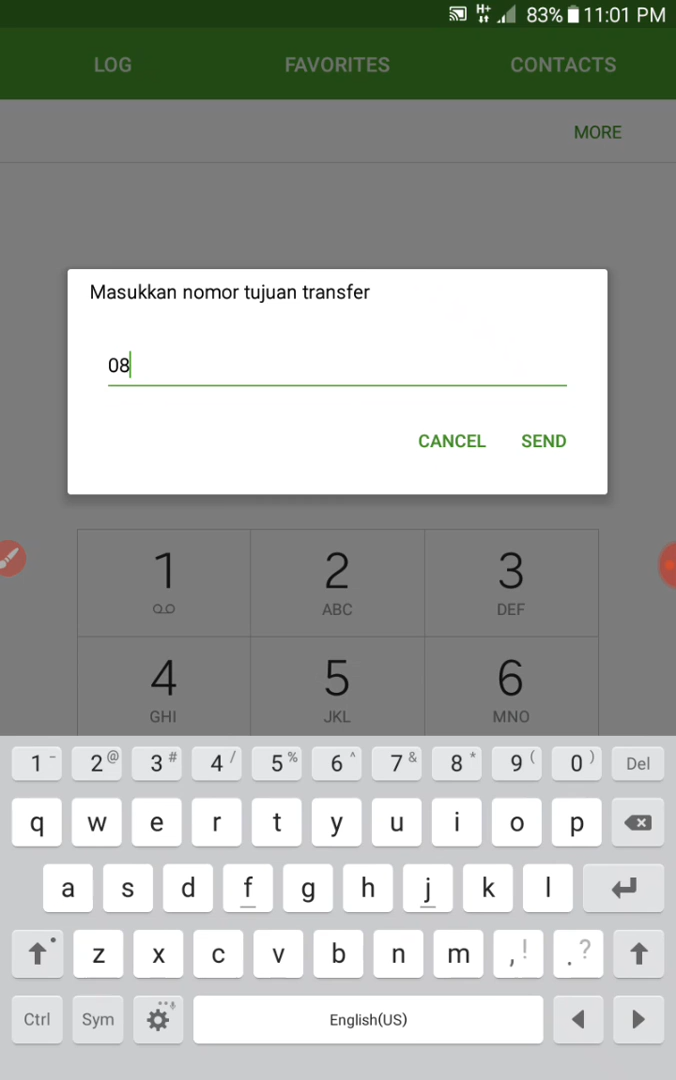 83% 11:01 PM
LOG FAVORITES CONTACTS
MORE
Masukkan nomor tujuan transfer
08
CANCEL SEND
1 2 3
ABC DEF
4 5 6
GHI JKL MNO
1 - 2 @ 3 # 4 / 5 % 6 ^ 7 & 8 * 9 ( 0 ) Del
q w e r t y u i o p
a s d f g h j k l
z x c v b n m , ! . ?
Ctrl Sym English(US)